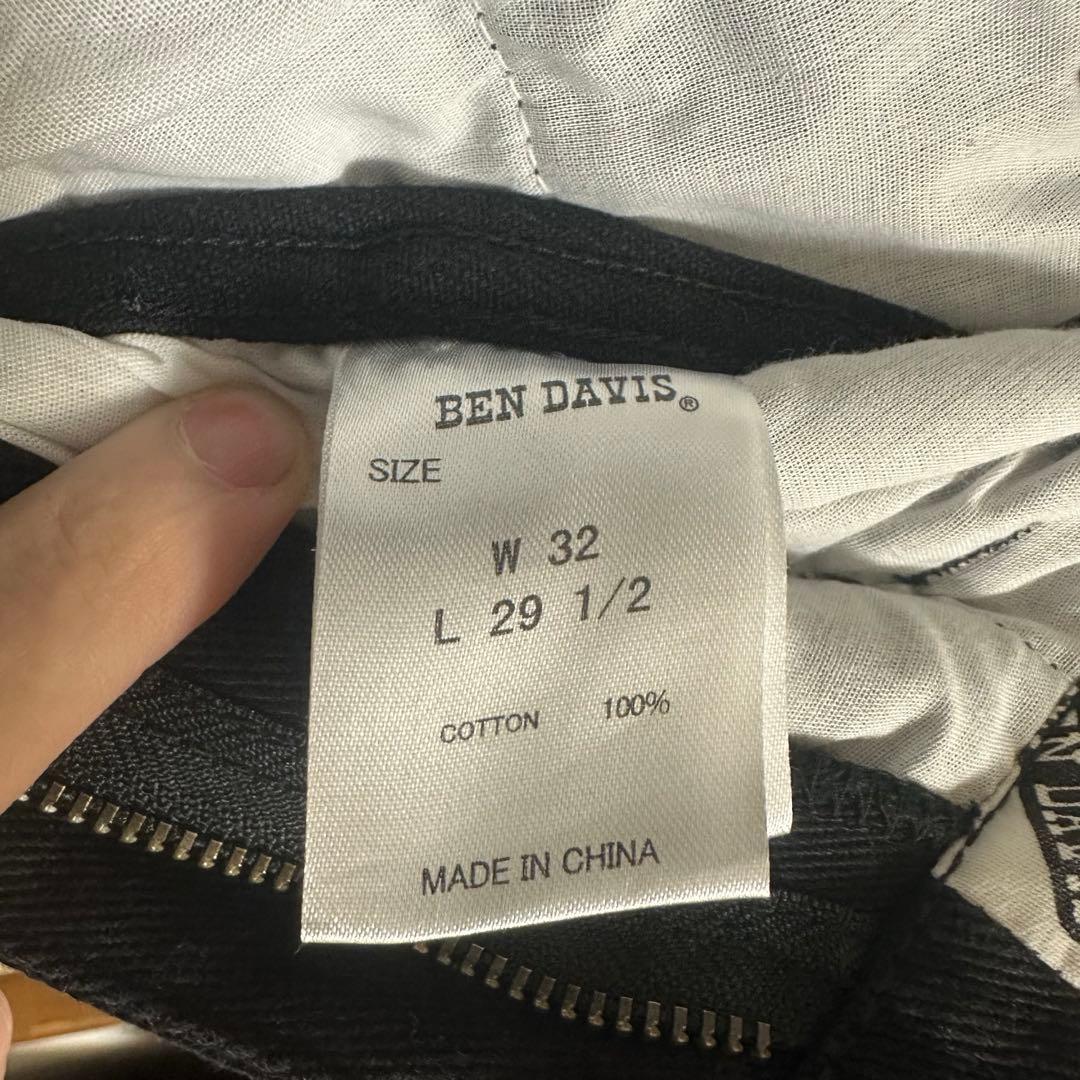 BEN DAVIS®
SIZE
W 32
L 29 1/2
COTTON 100%
MADE IN CHINA